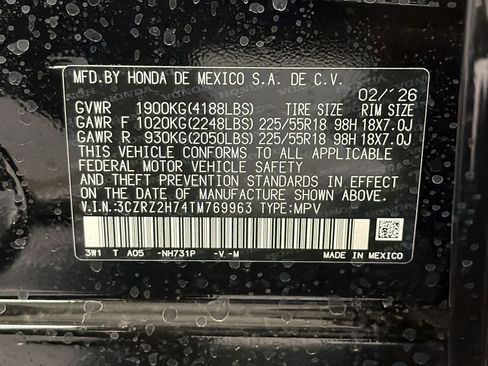 MFD.BY HONDA DE MEXICO S.A. DE C.V.
02/'26
GVWR 1900KG(4188LBS) TIRE SIZE RIM SIZE
GAWR F 1020KG(2248LBS) 225/55R18 98H 18X7.0J
GAWR R 930KG(2050LBS) 225/55R18 98H 18X7.0J
THIS VEHICLE CONFORMS TO ALL APPLICABLE
FEDERAL MOTOR VEHICLE SAFETY, BUMPER,
AND THEFT PREVENTION STANDARDS IN EFFECT
ON THE DATE OF MANUFACTURE SHOWN ABOVE.
V.I.N.:3CZRZ2H74TM769963 TYPE:MPV
3W1 T A05 -NH731P -V -M MADE IN MEXICO